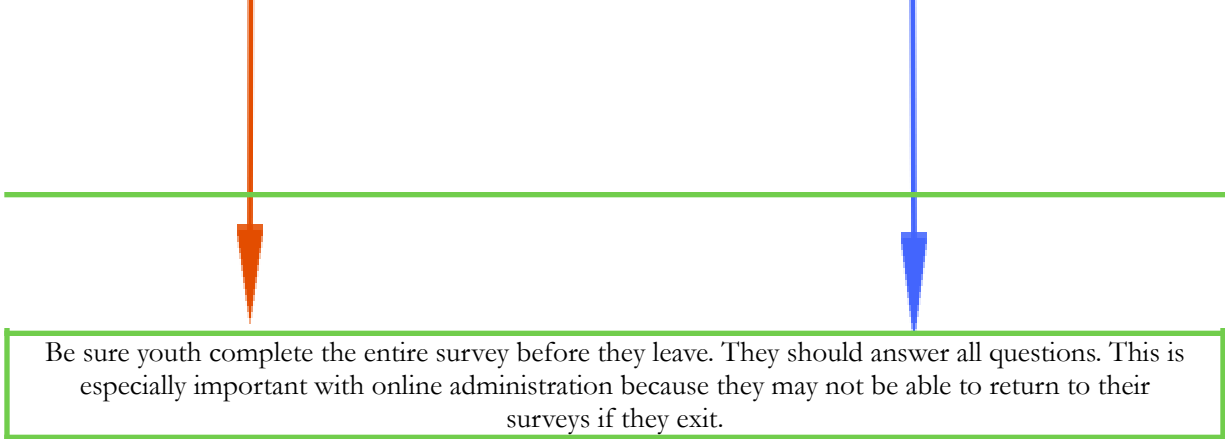 Be sure youth complete the entire survey before they leave. They should answer all questions. This is
especially important with online administration because they may not be able to return to their
surveys if they exit.